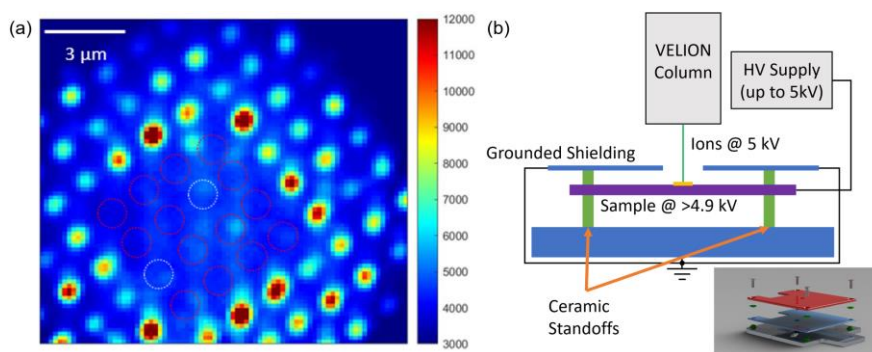 (a)
3 µm
12000
11000
10000
9000
8000
7000
6000
5000
4000
3000
(b)
VELION
Column
HV Supply
(up to 5kV)
Ions @ 5 kV
Grounded Shielding
Sample @ >4.9 kV
Ceramic
Standoffs